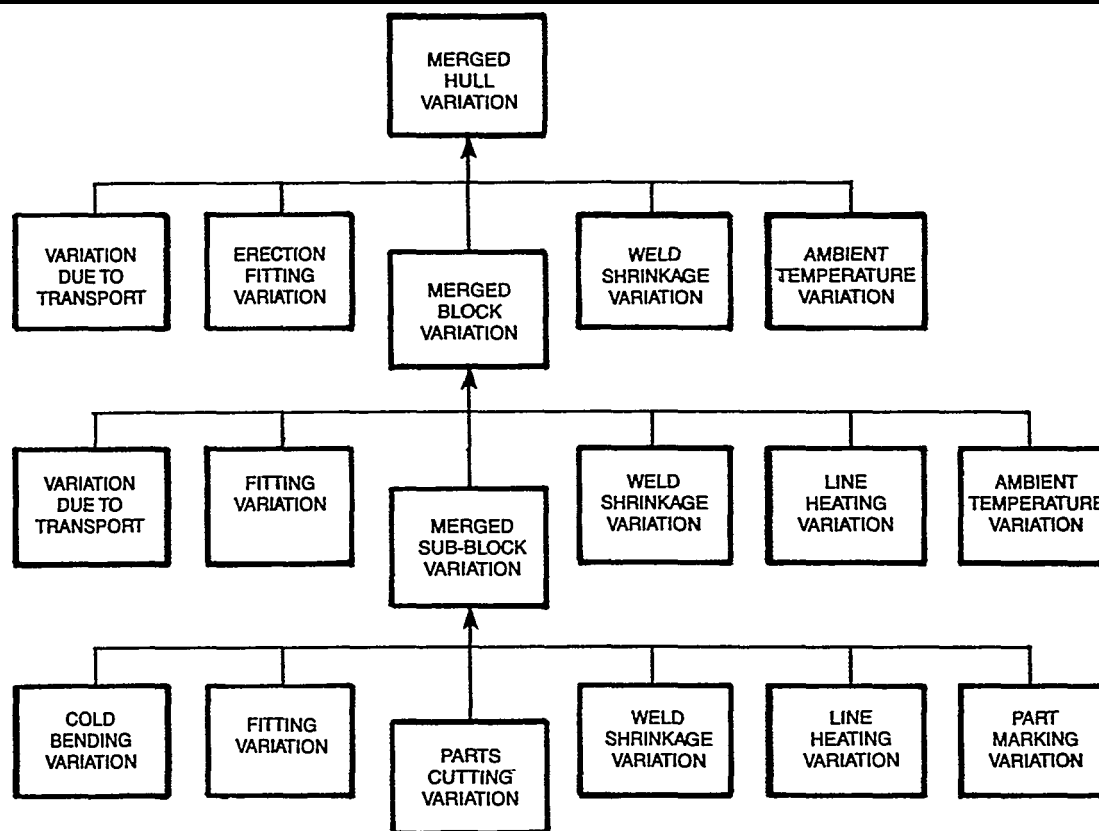 MERGED
HULL
VARIATION
VARIATION
DUE TO
TRANSPORT
ERECTION
FITTING
VARIATION
MERGED
BLOCK
VARIATION
WELD
SHRINKAGE
VARIATION
AMBIENT
TEMPERATURE
VARIATION
VARIATION
DUE TO
TRANSPORT
FITTING
VARIATION
MERGED
SUB-BLOCK
VARIATION
WELD
SHRINKAGE
VARIATION
LINE
HEATING
VARIATION
AMBIENT
TEMPERATURE
VARIATION
COLD
BENDING
VARIATION
FITTING
VARIATION
PARTS
CUTTING
VARIATION
WELD
SHRINKAGE
VARIATION
LINE
HEATING
VARIATION
PART
MARKING
VARIATION